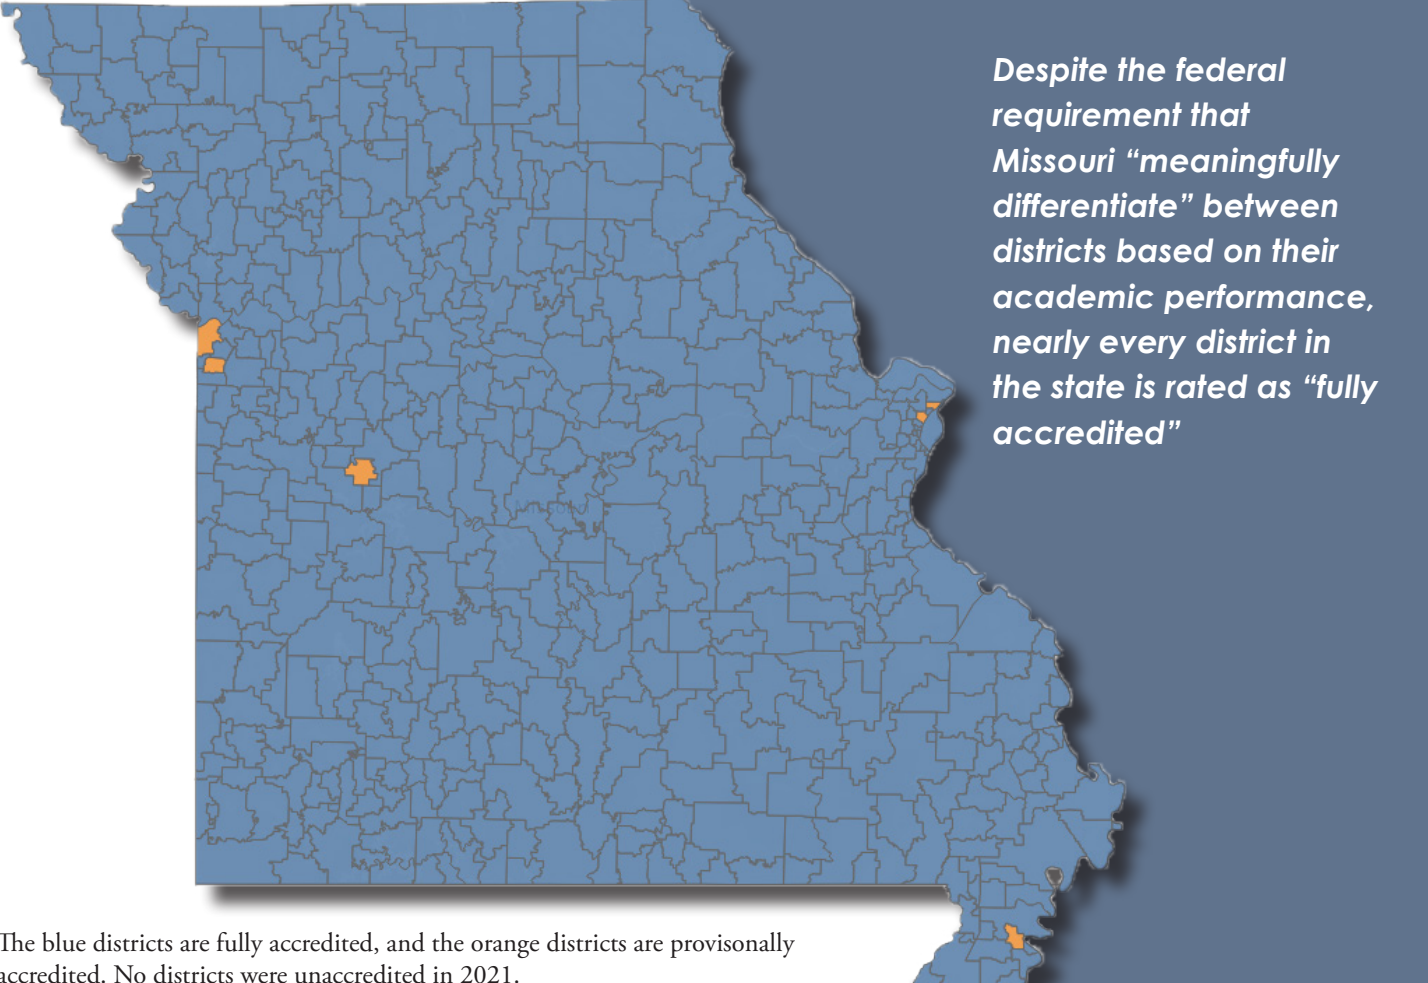 Despite the federal
requirement that
Missouri “meaningfully
differentiate” between
districts based on their
academic performance,
nearly every district in
the state is rated as “fully
accredited”
Missouri
The blue districts are fully accredited, and the orange districts are provisonally
accredited. No districts were unaccredited in 2021.